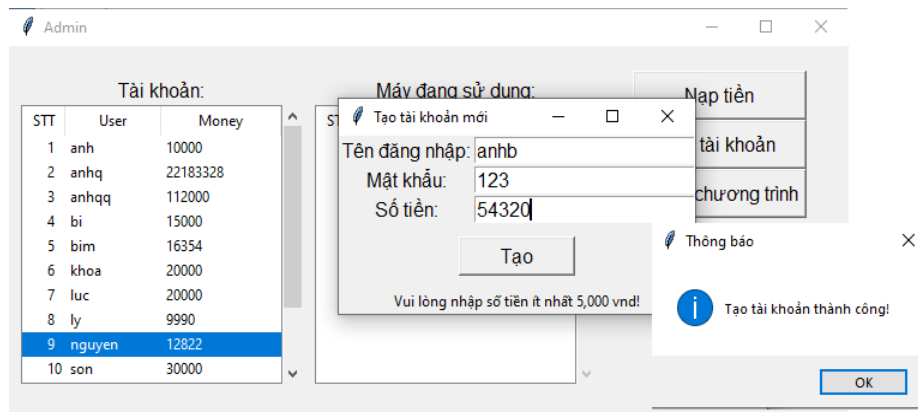 Admin
Tài khoản:
STT User Money
1 anh 10000
2 anhq 22183328
3 anhqq 112000
4 bi 15000
5 bim 16354
6 khoa 20000
7 luc 20000
8 ly 9990
9 nguyen 12822
10 son 30000
Máy đang sử dụng:
Nạp tiền
tài khoản
chương trình
Tạo tài khoản mới
Tên đăng nhập: anhb
Mật khẩu: 123
Số tiền: 54320
Tạo
Vui lòng nhập số tiền ít nhất 5,000 vnd!
Thông báo
Tạo tài khoản thành công!
OK